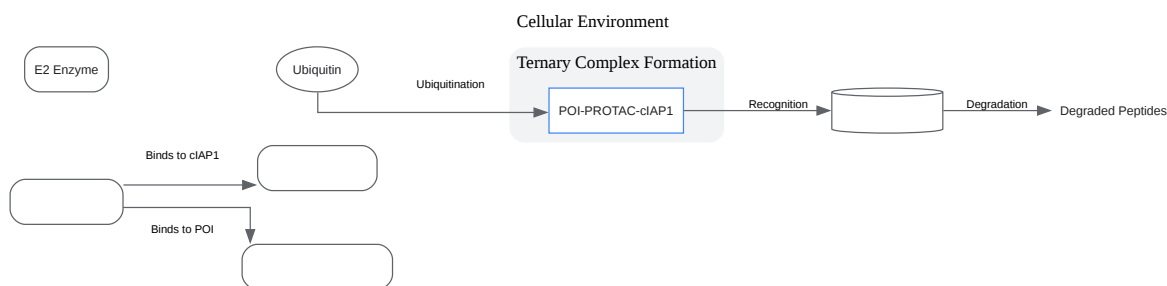 Cellular Environment
Ternary Complex Formation
E2 Enzyme
Ubiquitin
Ubiquitination
POI-PROTAC-cIAP1
Recognition
Degradation
Degraded Peptides
Binds to cIAP1
Binds to POI